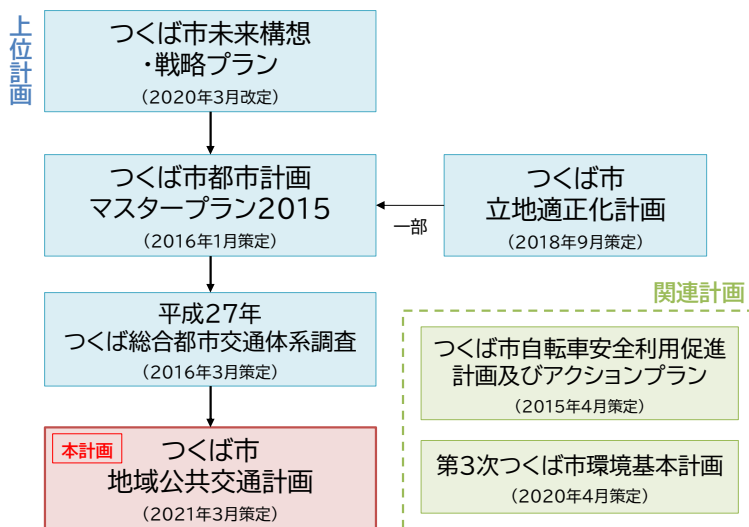 上位計画
つくば市未来構想
・戦略プラン
(2020年3月改定)
つくば市都市計画
マスタープラン2015
(2016年1月策定)
一部
つくば市
立地適正化計画
(2018年9月策定)
平成27年
つくば総合都市交通体系調査
(2016年3月策定)
本計画
つくば市
地域公共交通計画
(2021年3月策定)
関連計画
つくば市自転車安全利用促進
計画及びアクションプラン
(2015年4月策定)
第3次つくば市環境基本計画
(2020年4月策定)